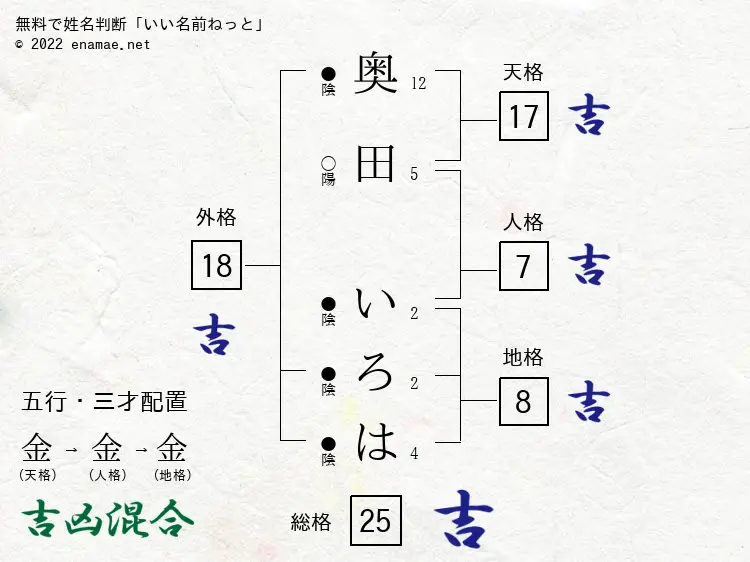 無料で姓名判断「いい名前ねっと」
© 2022 enamae.net
●陰 奥 12
○陽 田 5
●陰 い 2
●陰 ろ 2
●陰 は 4
天格
17 吉
人格
7 吉
地格
8 吉
外格
18
吉
五行・三才配置
金→金→金
(天格) (人格) (地格)
吉凶混合
総格 25 吉